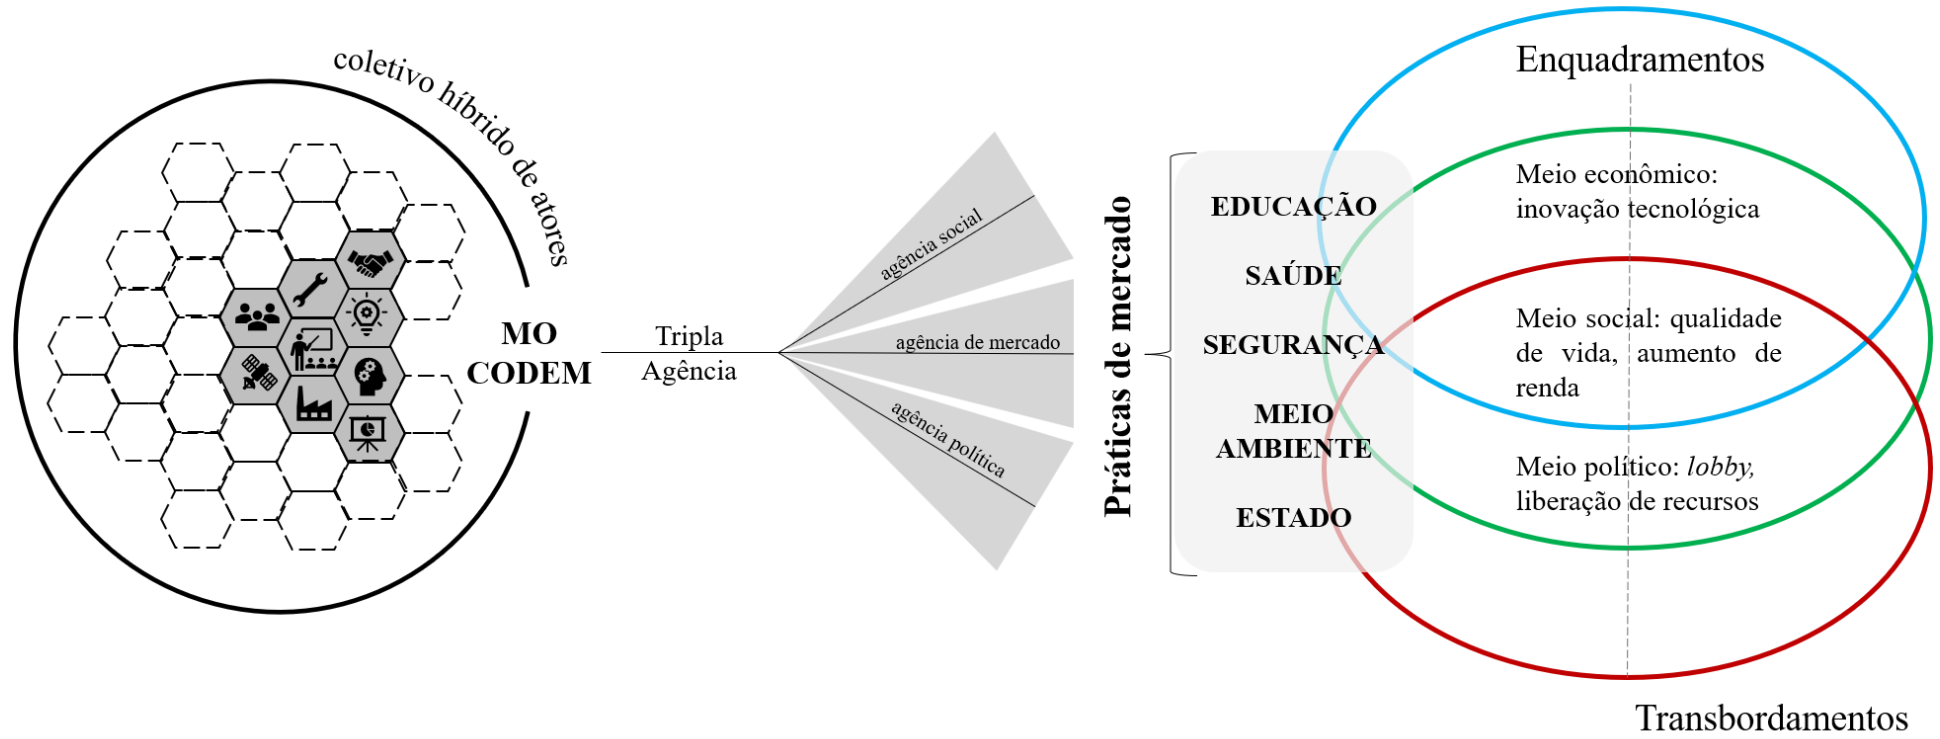 coletivo híbrido de atores
MO
CODEM
Tripla
Agência
agência social
agência de mercado
agência política
Práticas de mercado
EDUCAÇÃO
SAÚDE
SEGURANÇA
MEIO
AMBIENTE
ESTADO
Enquadramentos
Meio econômico:
inovação tecnológica
Meio social: qualidade
de vida, aumento de
renda
Meio político: lobby,
liberação de recursos
Transbordamentos